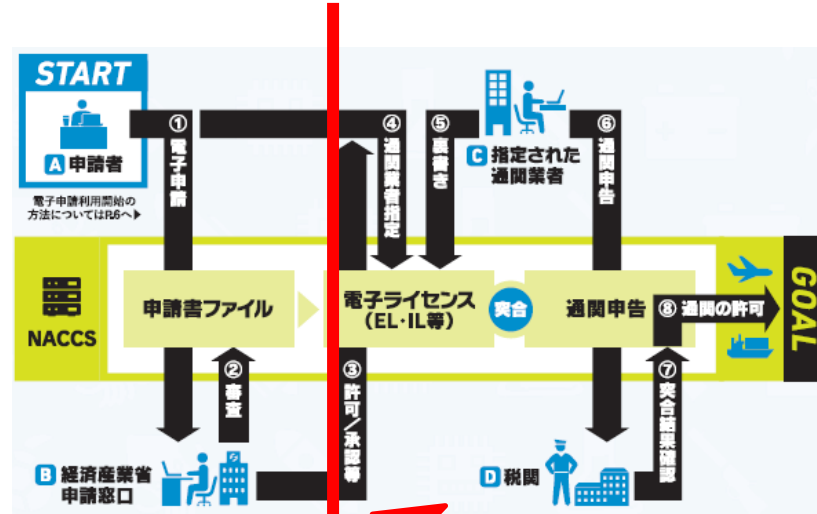 START
A 申請者
電子申請利用開始の
方法についてはP.6へ▶
① 電子申請
④ 通関業者指定
⑤ 裏書き
C 指定された
通関業者
⑥ 通関申告
NACCS
申請書ファイル
電子ライセンス
(EL・IL等)
突合
通関申告
⑧ 通関の許可
GOAL
② 審査
③ 許可／承認等
⑦ 突合結果確認
B 経済産業省
申請窓口
D 税関